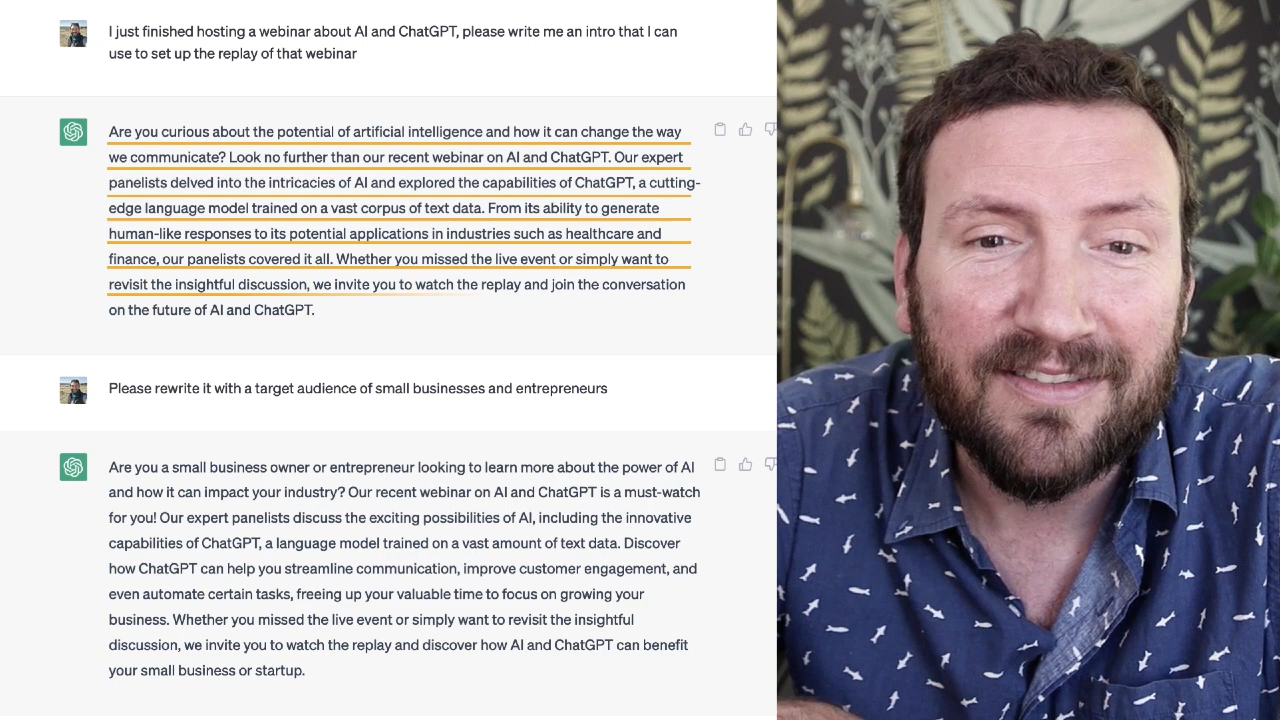 I just finished hosting a webinar about AI and ChatGPT, please write me an intro that I can
use to set up the replay of that webinar
Are you curious about the potential of artificial intelligence and how it can change the way
we communicate? Look no further than our recent webinar on AI and ChatGPT. Our expert
panelists delved into the intricacies of AI and explored the capabilities of ChatGPT, a cutting-
edge language model trained on a vast corpus of text data. From its ability to generate
human-like responses to its potential applications in industries such as healthcare and
finance, our panelists covered it all. Whether you missed the live event or simply want to
revisit the insightful discussion, we invite you to watch the replay and join the conversation
on the future of AI and ChatGPT.
Please rewrite it with a target audience of small businesses and entrepreneurs
Are you a small business owner or entrepreneur looking to learn more about the power of AI
and how it can impact your industry? Our recent webinar on AI and ChatGPT is a must-watch
for you! Our expert panelists discuss the exciting possibilities of AI, including the innovative
capabilities of ChatGPT, a language model trained on a vast amount of text data. Discover
how ChatGPT can help you streamline communication, improve customer engagement, and
even automate certain tasks, freeing up your valuable time to focus on growing your
business. Whether you missed the live event or simply want to revisit the insightful
discussion, we invite you to watch the replay and discover how AI and ChatGPT can benefit
your small business or startup.